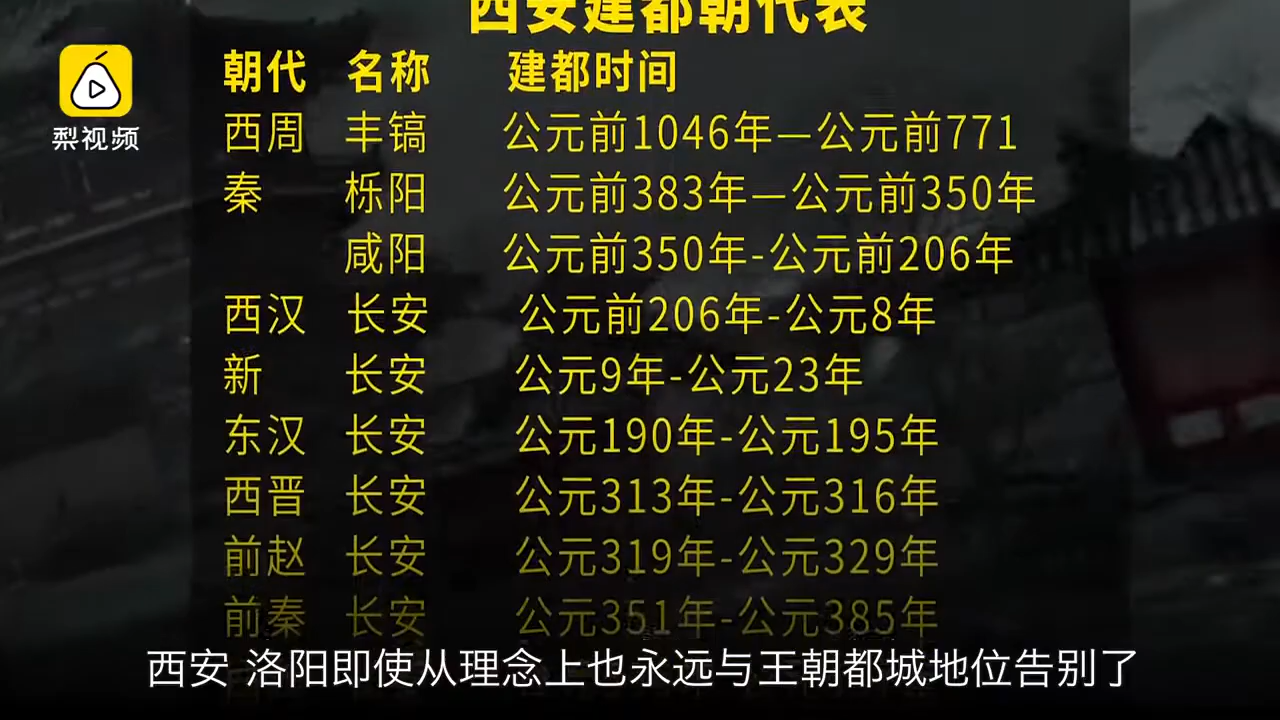 西安建都朝代表
朝代 名称 建都时间
梨视频
西周 丰镐 公元前1046年—公元前771
秦 栎阳 公元前383年—公元前350年
咸阳 公元前350年-公元前206年
西汉 长安 公元前206年-公元8年
新 长安 公元9年-公元23年
东汉 长安 公元190年-公元195年
西晋 长安 公元313年-公元316年
前赵 长安 公元319年-公元329年
前秦 长安 公元351年-公元385年
西安 洛阳即使从理念上也永远与王朝都城地位告别了